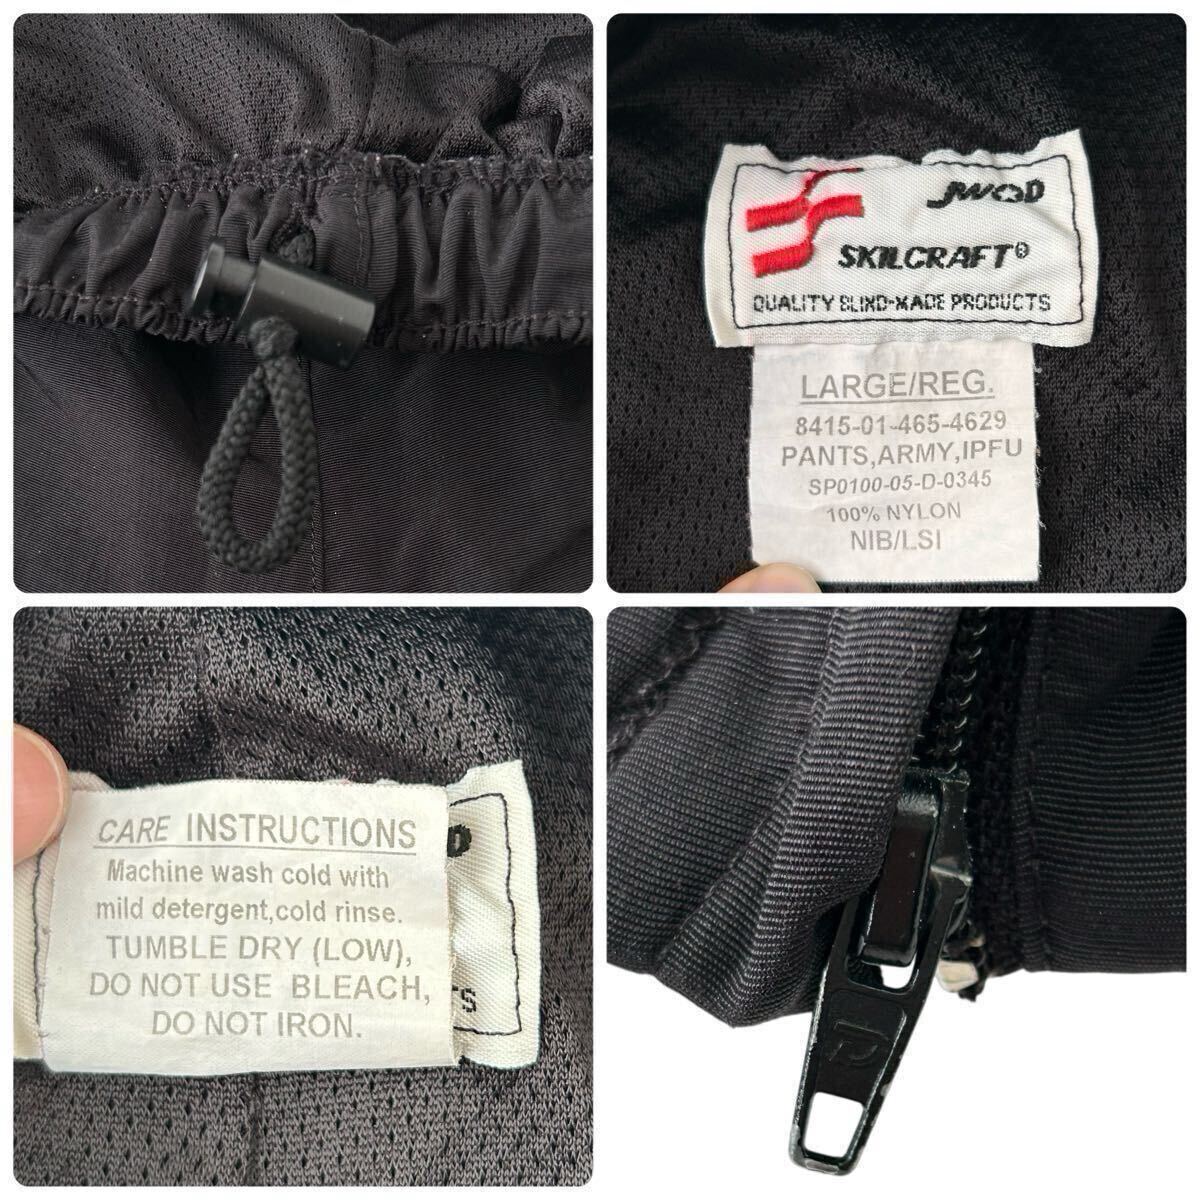 JWOD
SKILCRAFT®
QUALITY BLIND-MADE PRODUCTS
LARGE/REG.
8415-01-465-4629
PANTS,ARMY,IPFU
SP0100-05-D-0345
100% NYLON
NIB/LSI
CARE INSTRUCTIONS
Machine wash cold with
mild detergent,cold rinse.
TUMBLE DRY (LOW),
DO NOT USE BLEACH,
DO NOT IRON.
D
TS